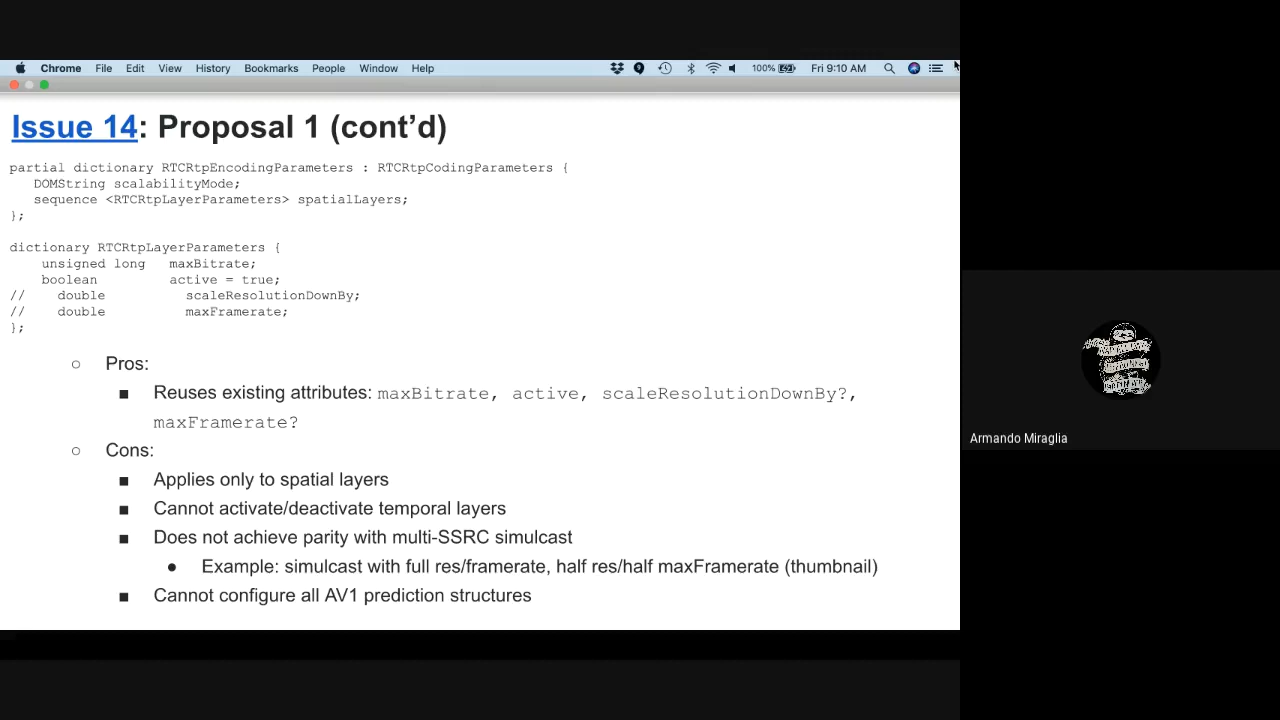 Chrome File Edit View History Bookmarks People Window Help 100% Fri 9:10 AM
Issue 14: Proposal 1 (cont’d)
partial dictionary RTCRtpEncodingParameters : RTCRtpCodingParameters {
DOMString scalabilityMode;
sequence <RTCRtpLayerParameters> spatialLayers;
};
dictionary RTCRtpLayerParameters {
unsigned long maxBitrate;
boolean active = true;
// double scaleResolutionDownBy;
// double maxFramerate;
};
○ Pros:
■ Reuses existing attributes: maxBitrate, active, scaleResolutionDownBy?,
maxFramerate?
○ Cons:
■ Applies only to spatial layers
■ Cannot activate/deactivate temporal layers
■ Does not achieve parity with multi-SSRC simulcast
● Example: simulcast with full res/framerate, half res/half maxFramerate (thumbnail)
■ Cannot configure all AV1 prediction structures
Armando Miraglia